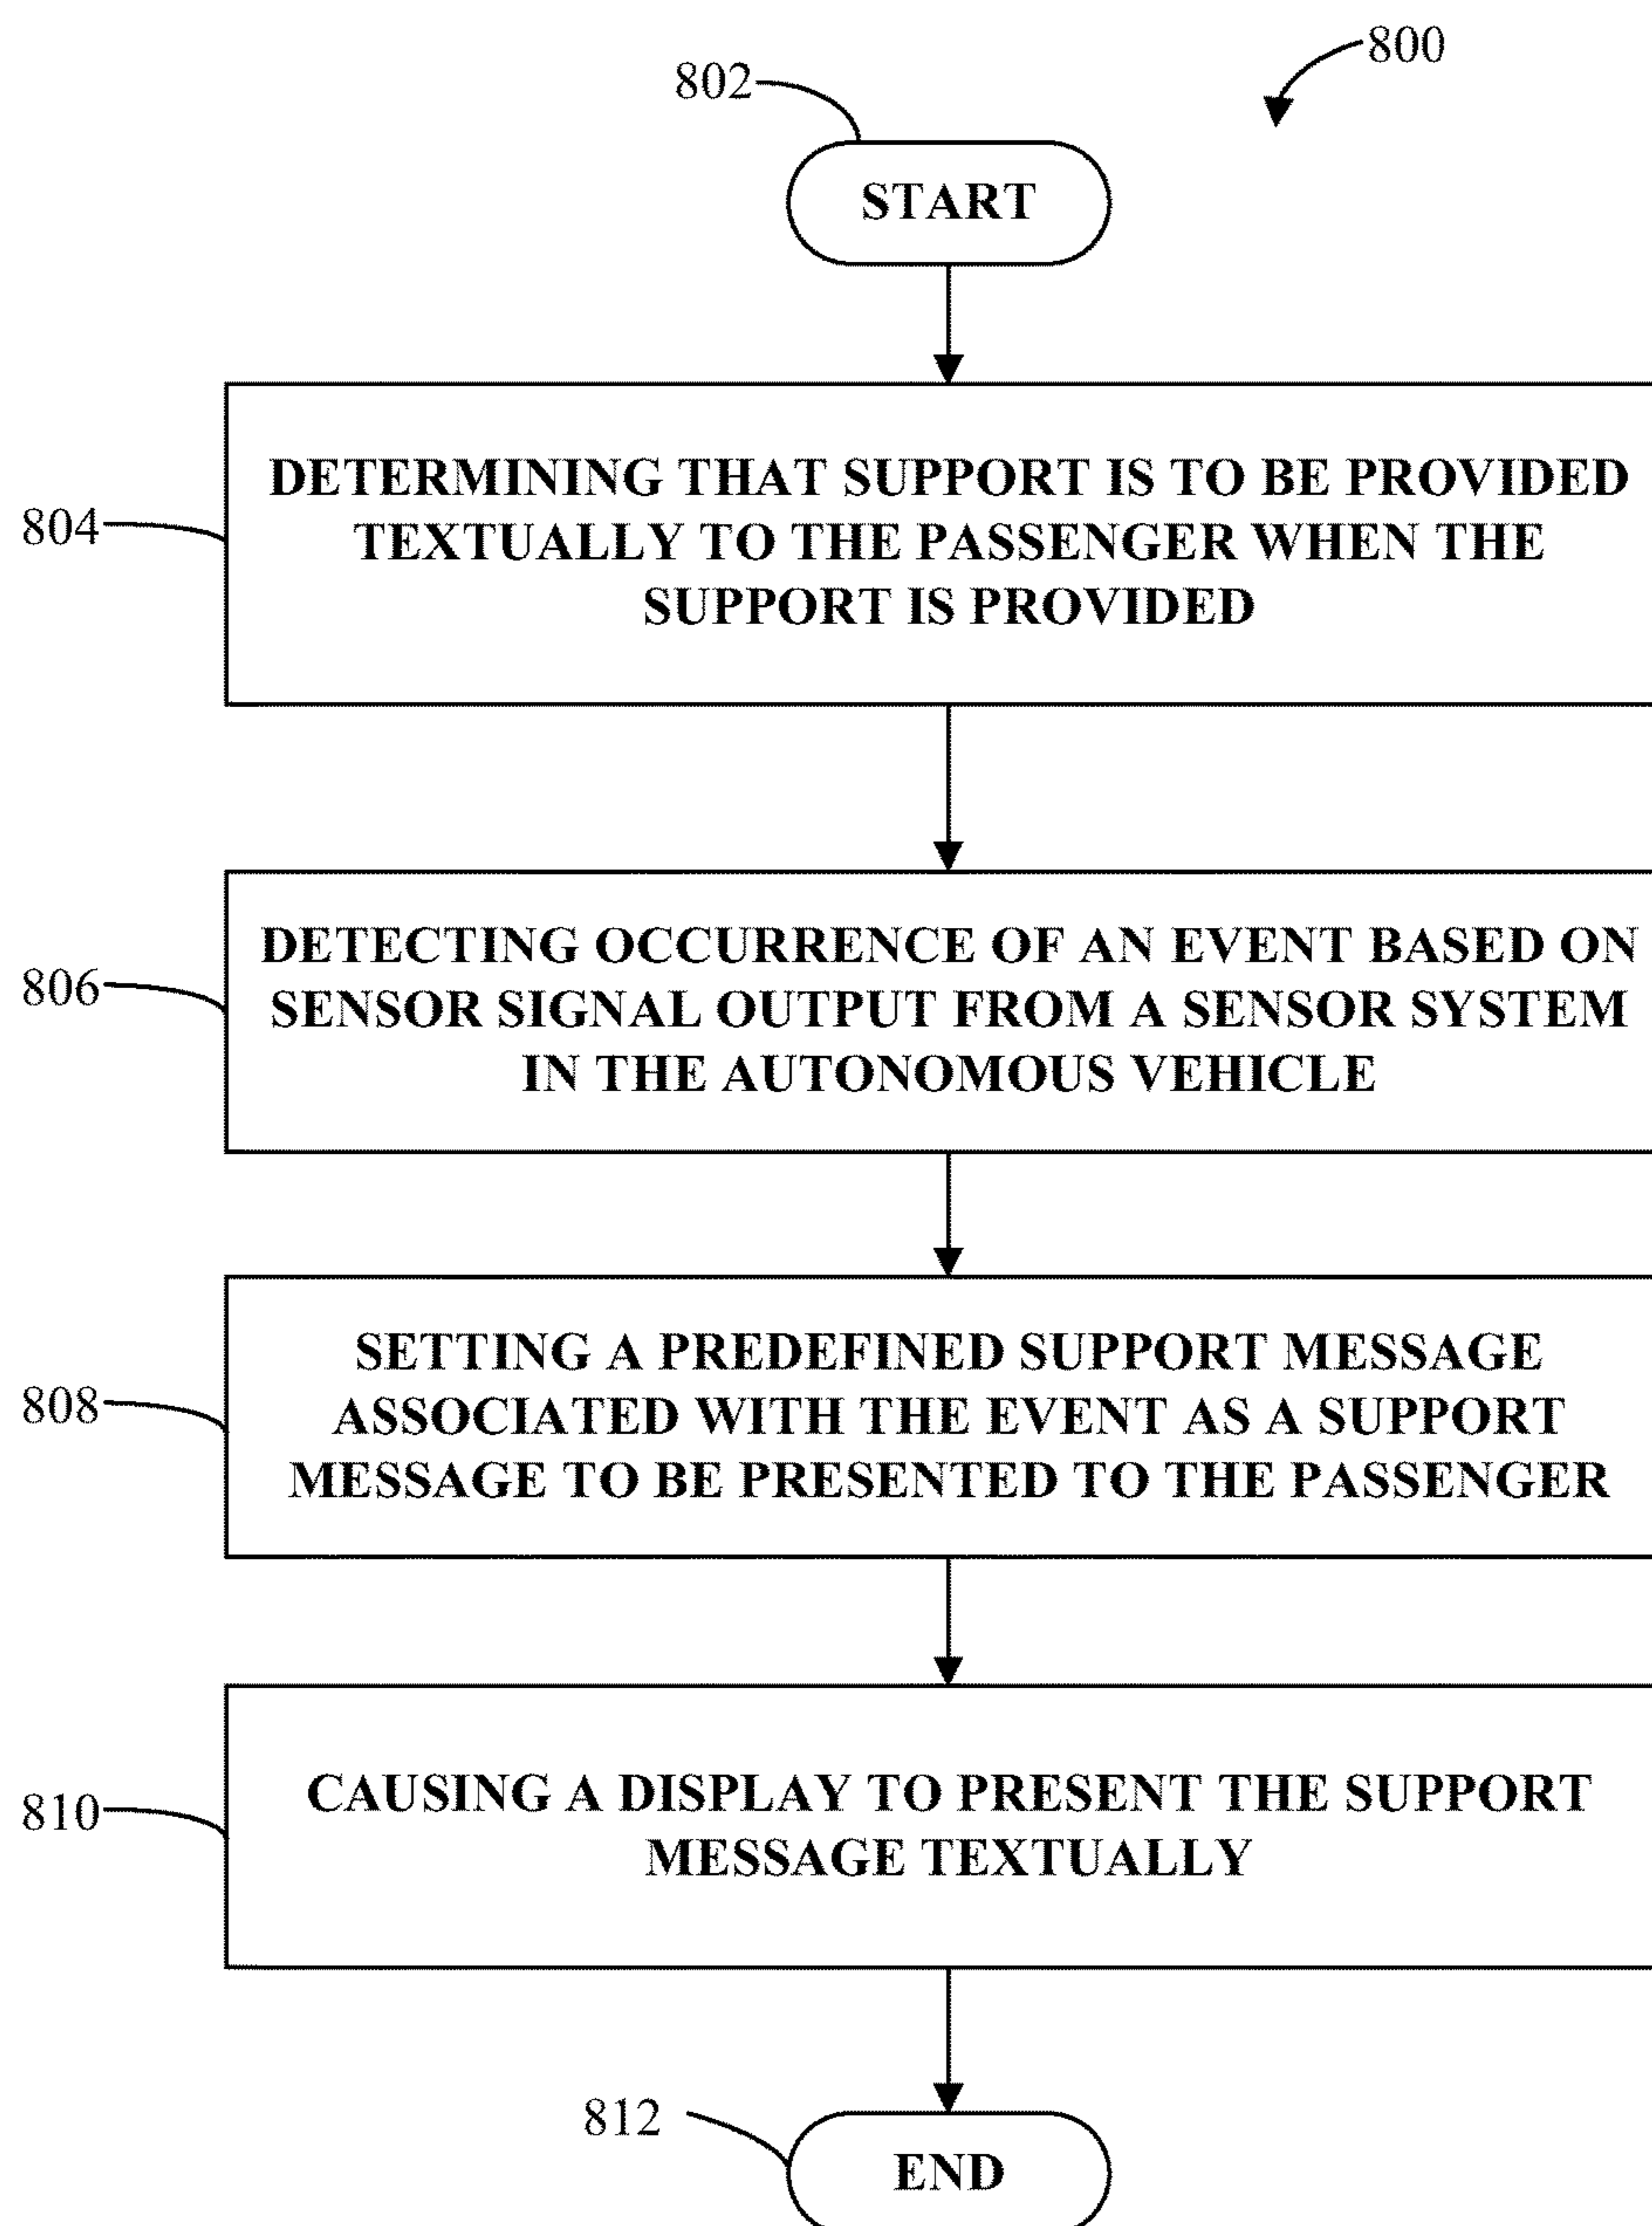 800
802
START
804
DETERMINING THAT SUPPORT IS TO BE PROVIDED
TEXTUALLY TO THE PASSENGER WHEN THE
SUPPORT IS PROVIDED
806
DETECTING OCCURRENCE OF AN EVENT BASED ON
SENSOR SIGNAL OUTPUT FROM A SENSOR SYSTEM
IN THE AUTONOMOUS VEHICLE
808
SETTING A PREDEFINED SUPPORT MESSAGE
ASSOCIATED WITH THE EVENT AS A SUPPORT
MESSAGE TO BE PRESENTED TO THE PASSENGER
810
CAUSING A DISPLAY TO PRESENT THE SUPPORT
MESSAGE TEXTUALLY
812
END